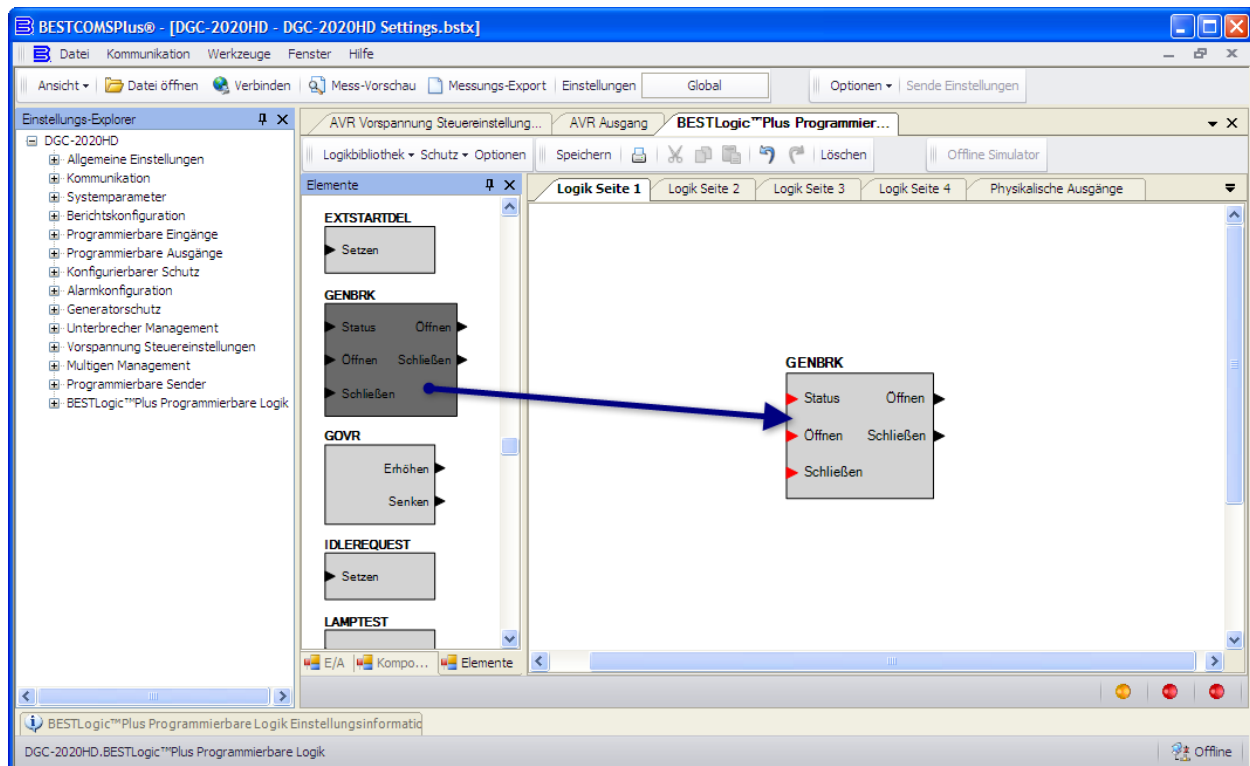 BESTCOMSPlus® - [DGC-2020HD - DGC-2020HD Settings.bstx]
Datei Kommunikation Werkzeuge Fenster Hilfe
Ansicht Datei öffnen Verbinden Mess-Vorschau Messungs-Export Einstellungen Global Optionen Sende Einstellungen
Einstellungs-Explorer
DGC-2020HD
Allgemeine Einstellungen
Kommunikation
Systemparameter
Berichtskonfiguration
Programmierbare Eingänge
Programmierbare Ausgänge
Konfigurierbarer Schutz
Alarmkonfiguration
Generatorschutz
Unterbrecher Management
Vorspannung Steuereinstellungen
Multigen Management
Programmierbare Sender
BESTLogic™Plus Programmierbare Logik
AVR Vorspannung Steuereinstellung... AVR Ausgang BESTLogic™Plus Programmier...
Logikbibliothek Schutz Optionen Speichern Löschen Offline Simulator
Elemente
EXTSTARTDEL
Setzen
GENBRK
Status Öffnen
Öffnen Schließen
Schließen
GOVR
Erhöhen
Senken
IDLEREQUEST
Setzen
LAMPTEST
E/A Kompo... Elemente
Logik Seite 1 Logik Seite 2 Logik Seite 3 Logik Seite 4 Physikalische Ausgänge
GENBRK
Status Öffnen
Öffnen Schließen
Schließen
BESTLogic™Plus Programmierbare Logik Einstellungsinformatic
DGC-2020HD.BESTLogic™Plus Programmierbare Logik Offline